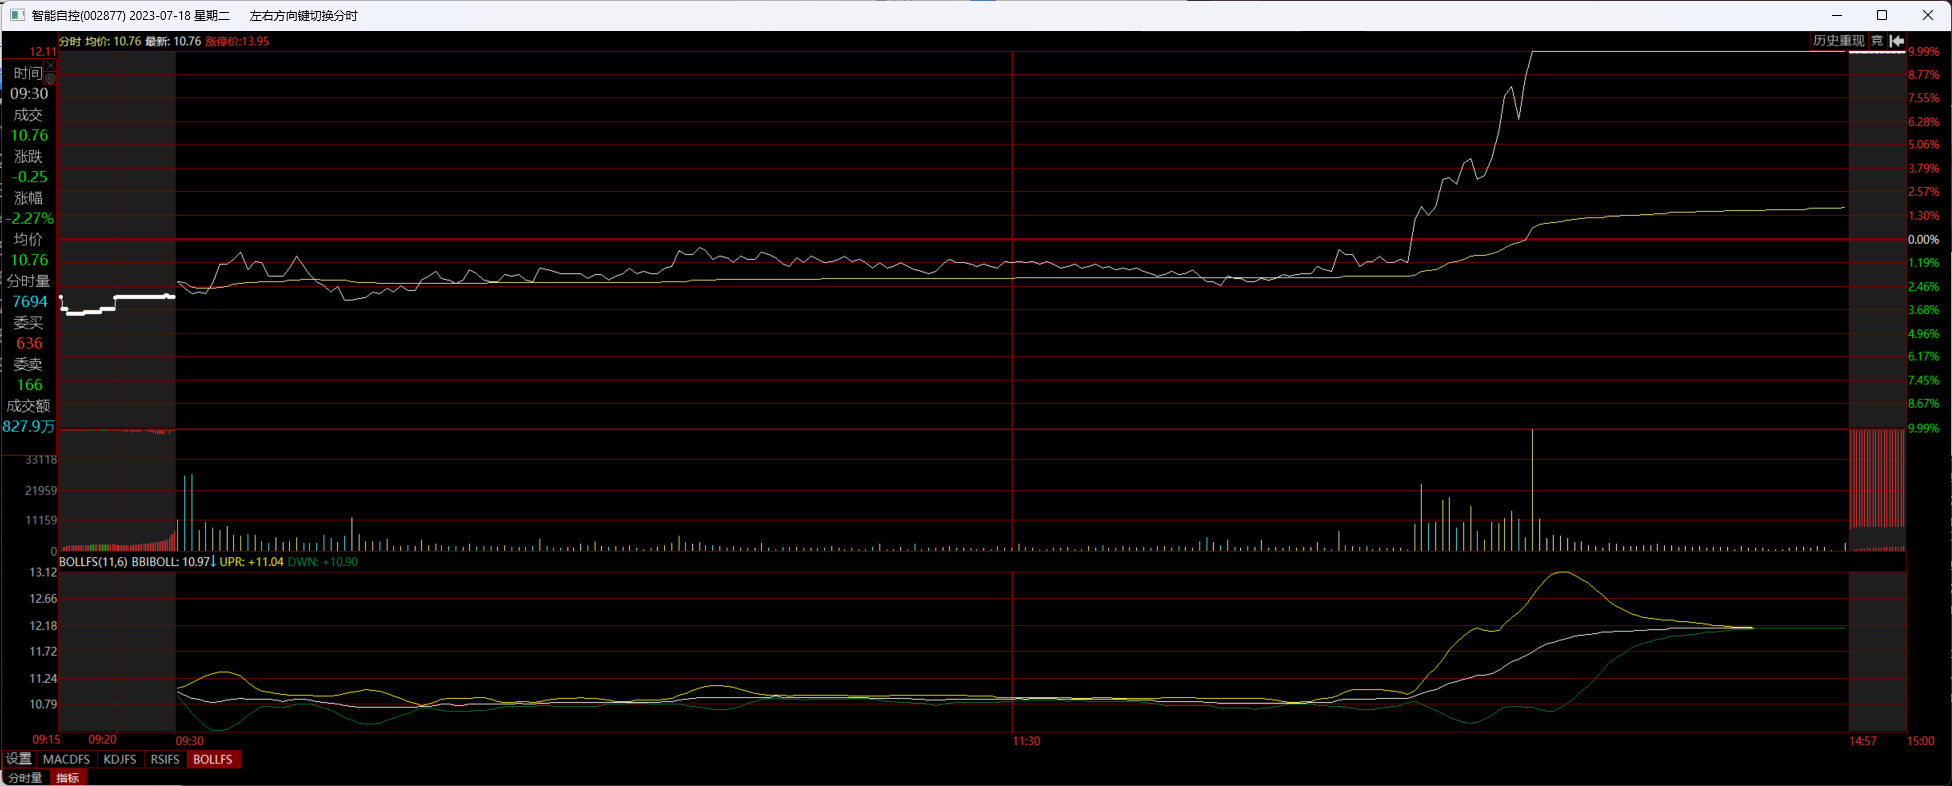 智能自控(002877) 2023-07-18 星期二 左右方向键切换分时
分时 均价: 10.76 最新: 10.76 涨停价:13.95
历史重现 竞
12.11
时间
09:30
成交
10.76
涨跌
-0.25
涨幅
-2.27%
均价
10.76
分时量
7694
委买
636
委卖
166
成交额
827.9万
9.99%
8.77%
7.55%
6.28%
5.06%
3.79%
2.57%
1.30%
0.00%
1.19%
2.46%
3.68%
4.96%
6.17%
7.45%
8.67%
9.99%
33118
21959
11159
0
BOLLFS(11,6) BBIBOLL: 10.97↓ UPR: +11.04 DWN: +10.90
13.12
12.66
12.18
11.72
11.24
10.79
09:15 09:20 09:30 11:30 14:57 15:00
设置 MACDFS KDJFS RSIFS BOLLFS
分时量 指标